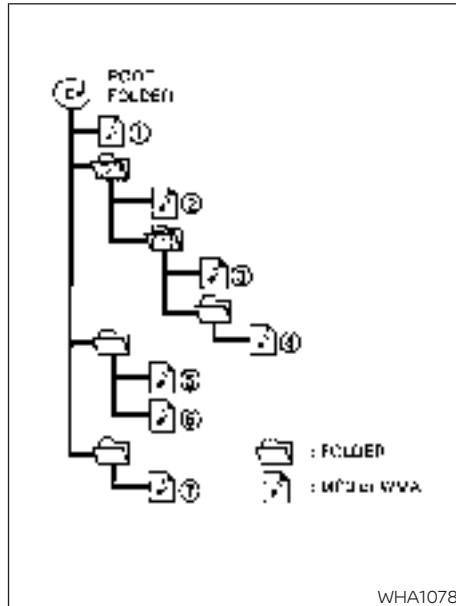 ROOT
FOLDER
①
②
③
④
⑤
⑥
⑦
: FOLDER
: MP3 or WMA
WHA1078